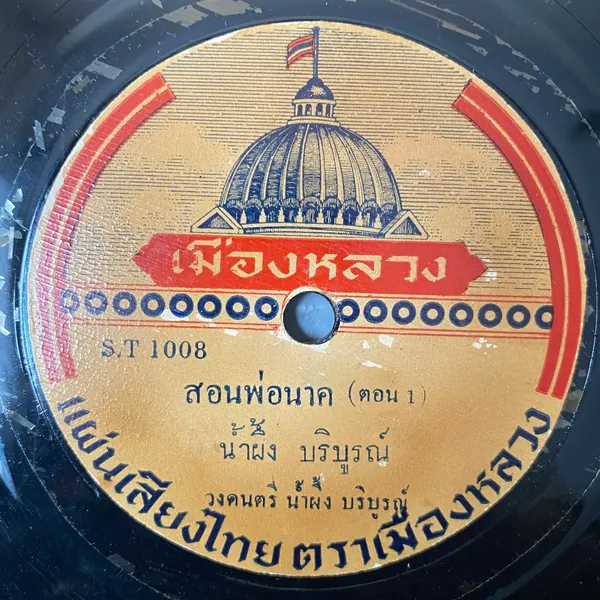 เมืองหลวง
S.T 1008
สอนพ่อนาค (ตอน 1)
น้ำผึ้ง บริบูรณ์
วงดนตรี น้ำผึ้ง บริบูรณ์
แผ่นเสียงไทย ตราเมืองหลวง